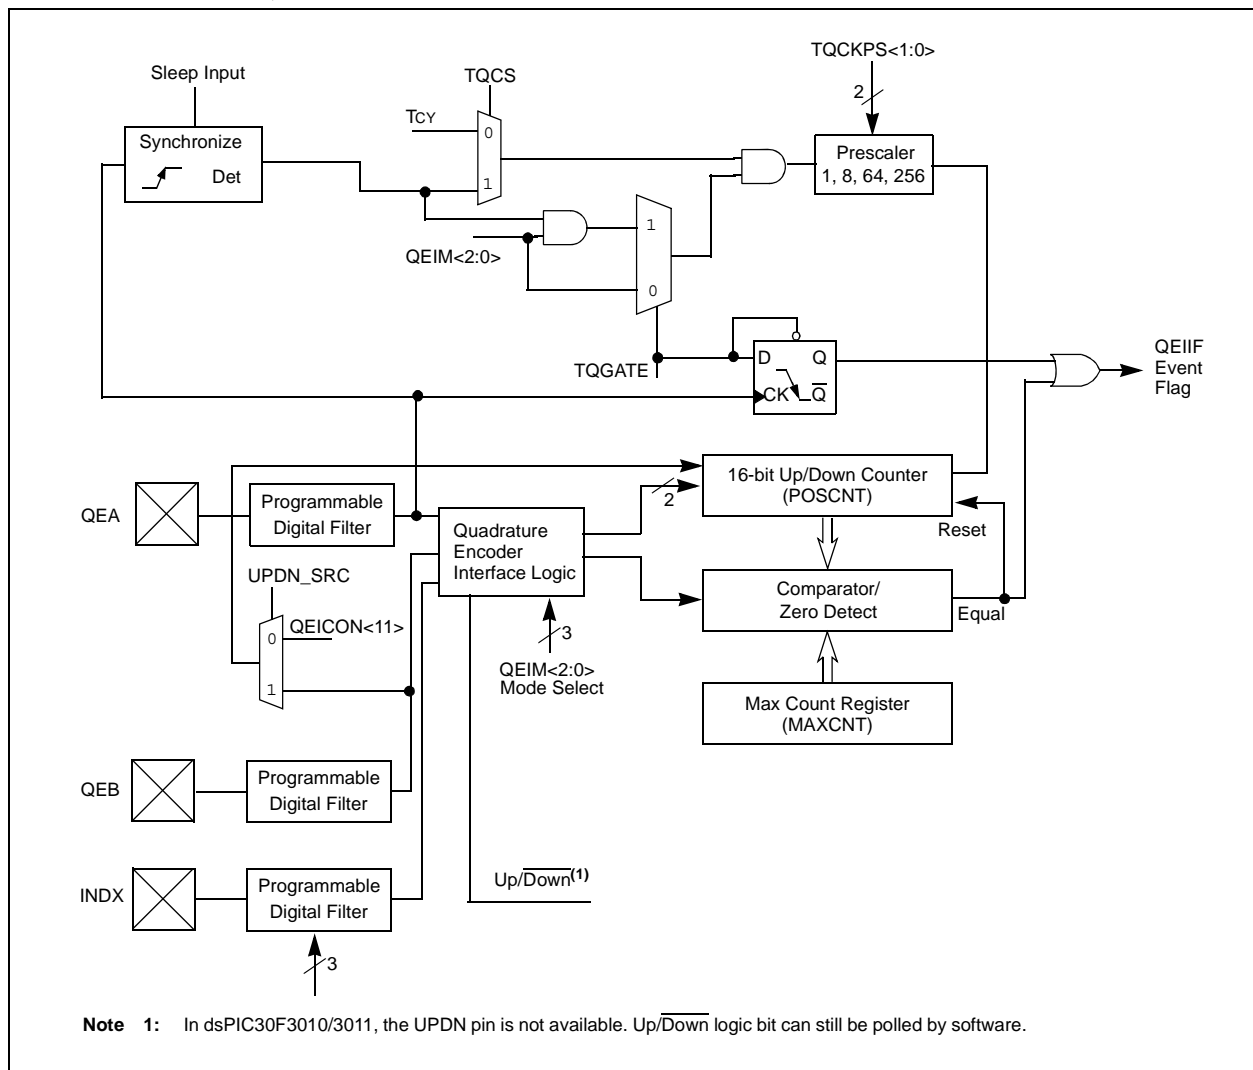 TQCKPS<1:0>
Sleep Input
TQCS
2
TCY
0
Synchronize
Det
Prescaler
1, 8, 64, 256
1
1
QEIM<2:0>
0
D Q
TQGATE
CK Q̅
QEIIF
Event
Flag
16-bit Up/Down Counter
(POSCNT)
2
QEA
Programmable
Digital Filter
Quadrature
Encoder
Interface Logic
Reset
UPDN_SRC
Comparator/
Zero Detect
Equal
0
QEICON<11>
3
1
QEIM<2:0>
Mode Select
Max Count Register
(MAXCNT)
QEB
Programmable
Digital Filter
INDX
Programmable
Digital Filter
Up/D̅o̅w̅n̅(1)
3
Note 1: In dsPIC30F3010/3011, the UPDN pin is not available. Up/D̅o̅w̅n̅ logic bit can still be polled by software.